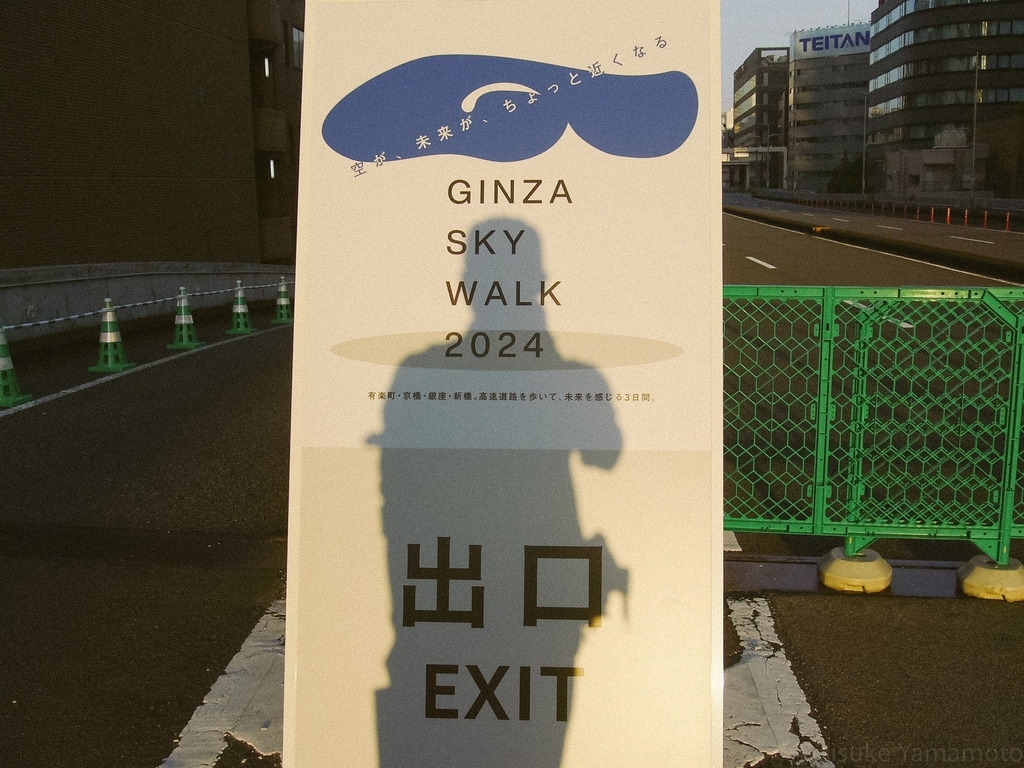 TEITAN
空が、未来が、ちょっと近くなる
GINZA
SKY
WALK
2024
有楽町・京橋・銀座・新橋。高速道路を歩いて、未来を感じる3日間。
出口
EXIT
Yamamoto